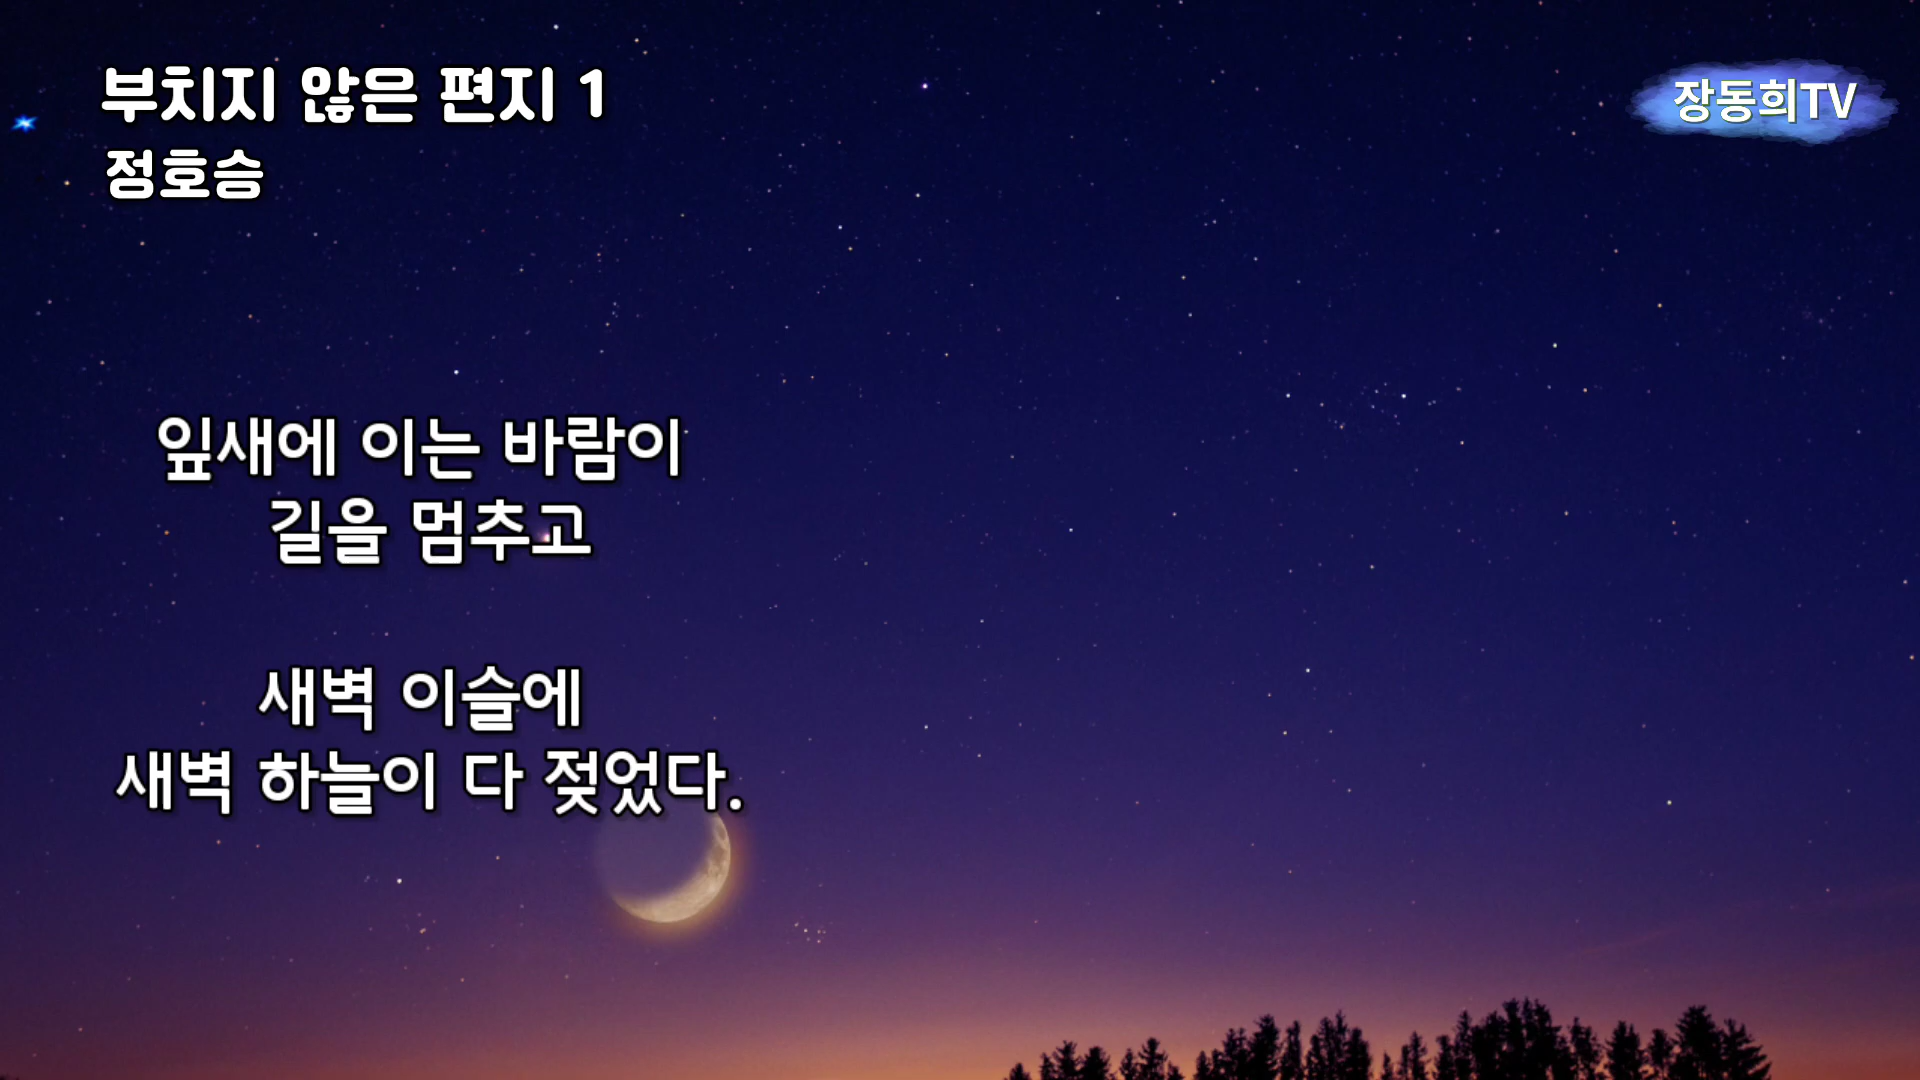 부치지 않은 편지 1
정호승
장동희TV
잎새에 이는 바람이
길을 멈추고
새벽 이슬에
새벽 하늘이 다 젖었다.